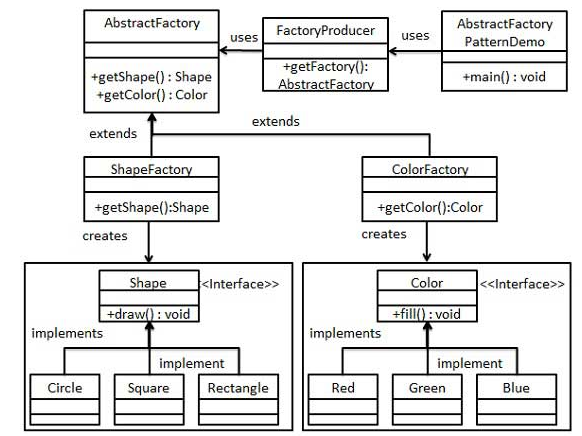 AbstractFactory
+getShape() : Shape
+getColor() : Color
uses
FactoryProducer
+getFactory():
AbstractFactory
uses
AbstractFactory
PatternDemo
+main() : void
extends
extends
ShapeFactory
+getShape():Shape
ColorFactory
+getColor():Color
creates
creates
Shape
<<Interface>>
+draw() : void
implements
implement
Circle
Square
Rectangle
Color
<<Interface>>
+fill() : void
implements
implement
Red
Green
Blue